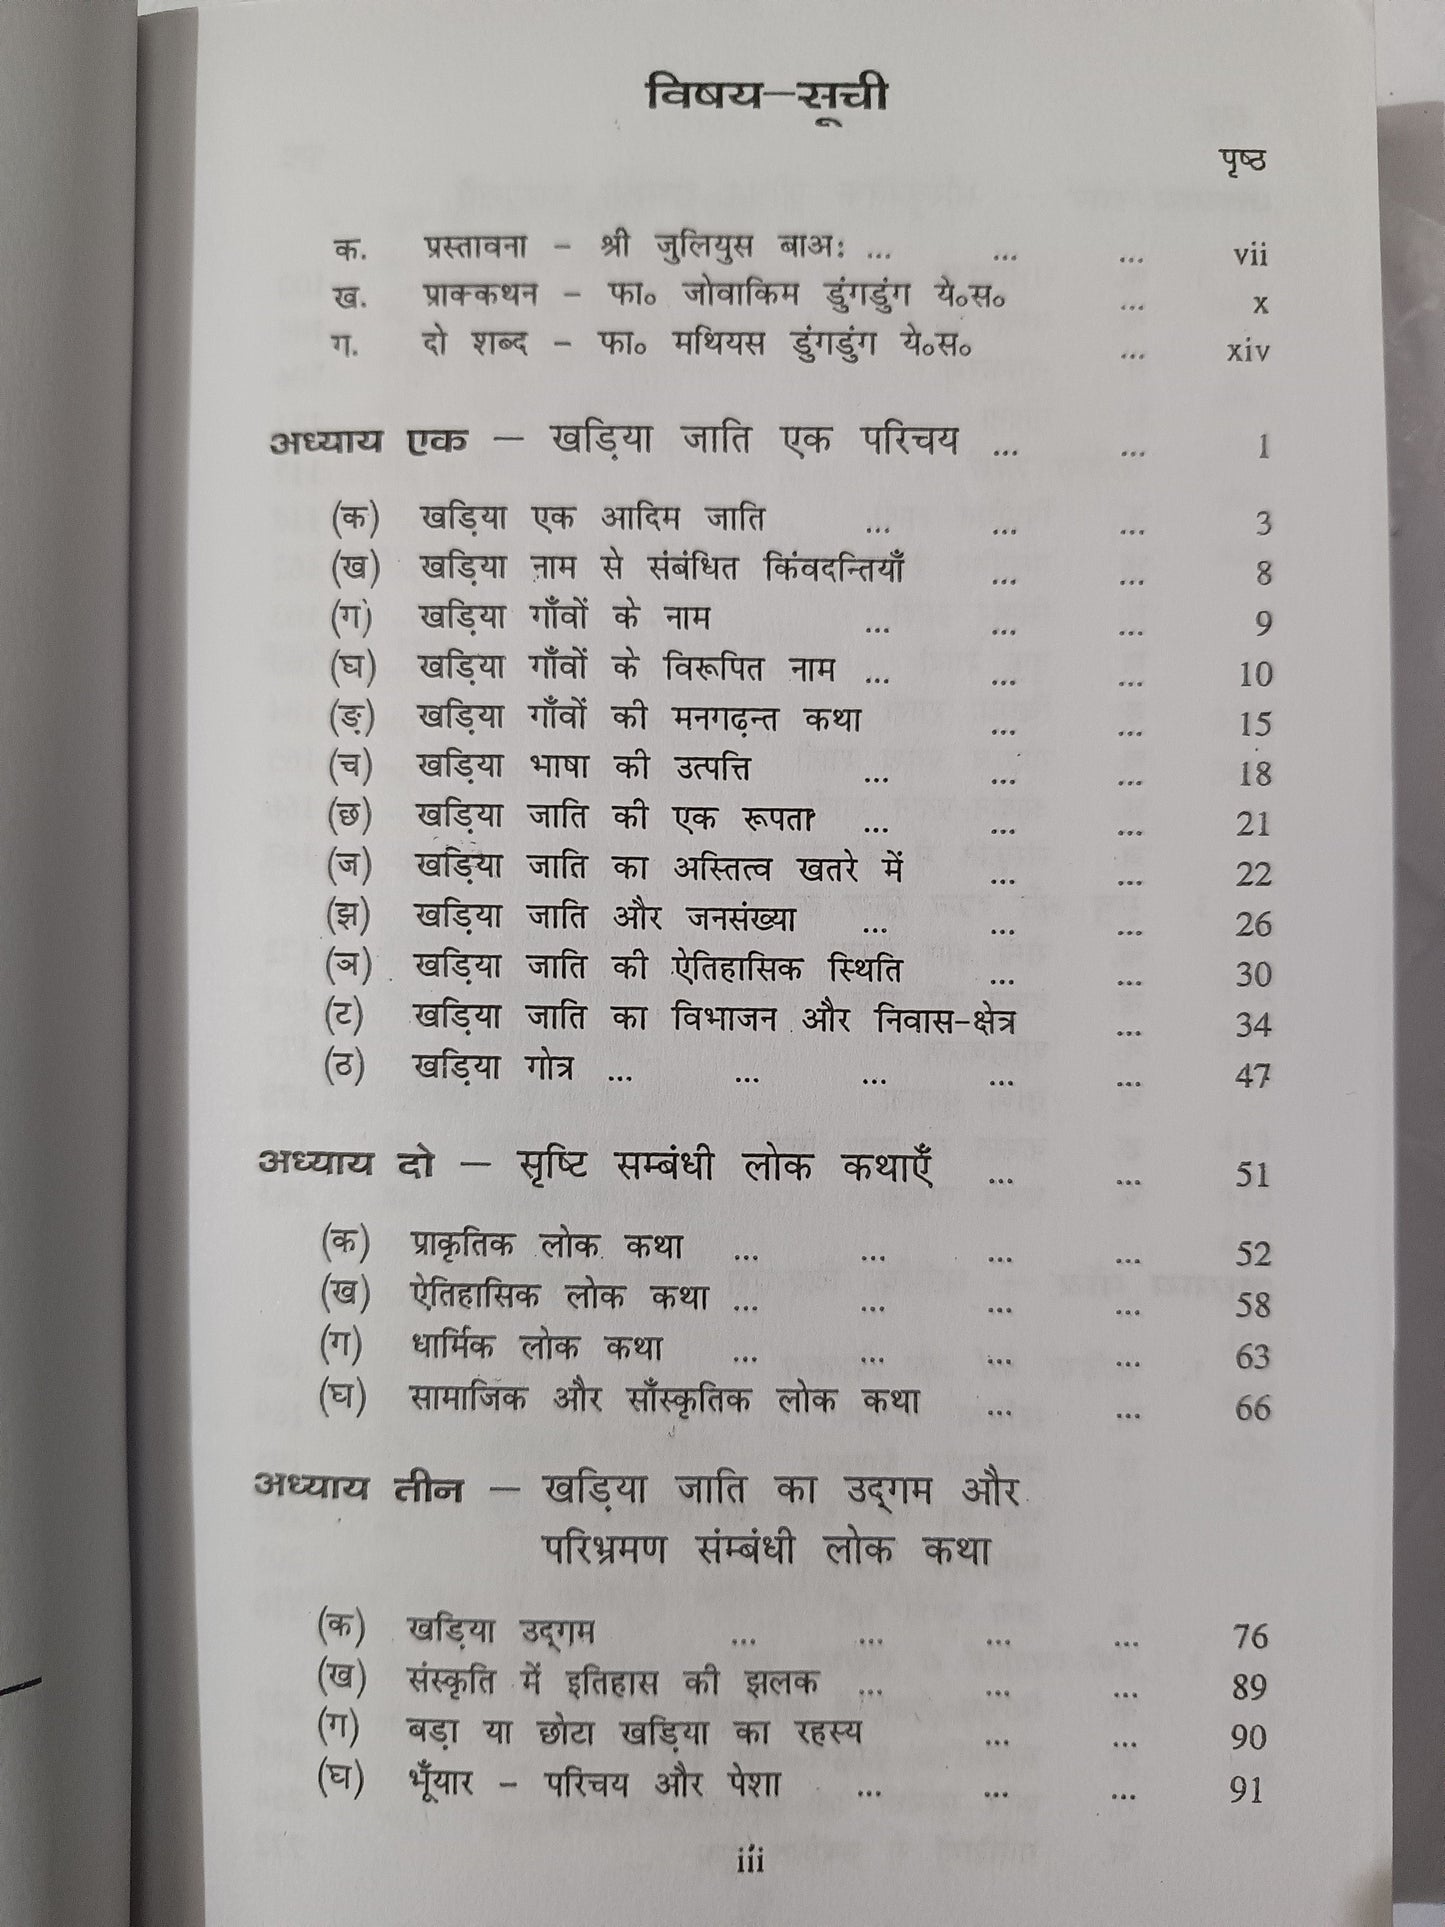 विषय–सूची
पृष्ठ
क. प्रस्तावना – श्री जुलियुस बाअः ... ... ... vii
ख. प्राक्कथन – फा० जोवाकिम डुंगडुंग ये०स० ... x
ग. दो शब्द – फा० मथियस डुंगडुंग ये०स० ... xiv
अध्याय एक – खड़िया जाति एक परिचय ... ... 1
(क) खड़िया एक आदिम जाति ... ... ... 3
(ख) खड़िया नाम से संबंधित किंवदन्तियाँ ... ... 8
(ग) खड़िया गाँवों के नाम ... ... ... 9
(घ) खड़िया गाँवों के विरूपित नाम ... ... ... 10
(ङ) खड़िया गाँवों की मनगढ़न्त कथा ... ... 15
(च) खड़िया भाषा की उत्पत्ति ... ... ... 18
(छ) खड़िया जाति की एक रूपता ... ... ... 21
(ज) खड़िया जाति का अस्तित्व खतरे में ... ... 22
(झ) खड़िया जाति और जनसंख्या ... ... ... 26
(ञ) खड़िया जाति की ऐतिहासिक स्थिति ... ... 30
(ट) खड़िया जाति का विभाजन और निवास-क्षेत्र ... 34
(ठ) खड़िया गोत्र ... ... ... ... ... 47
अध्याय दो – सृष्टि सम्बंधी लोक कथाएँ ... ... 51
(क) प्राकृतिक लोक कथा ... ... ... ... 52
(ख) ऐतिहासिक लोक कथा ... ... ... ... 58
(ग) धार्मिक लोक कथा ... ... ... ... 63
(घ) सामाजिक और साँस्कृतिक लोक कथा ... ... 66
अध्याय तीन – खड़िया जाति का उद्‌गम और
परिभ्रमण संम्बंधी लोक कथा
(क) खड़िया उद्‌गम ... ... ... ... 76
(ख) संस्कृति में इतिहास की झलक ... ... ... 89
(ग) बड़ा या छोटा खड़िया का रहस्य ... ... 90
(घ) भूँयार – परिचय और पेशा ... ... ... 91
iii